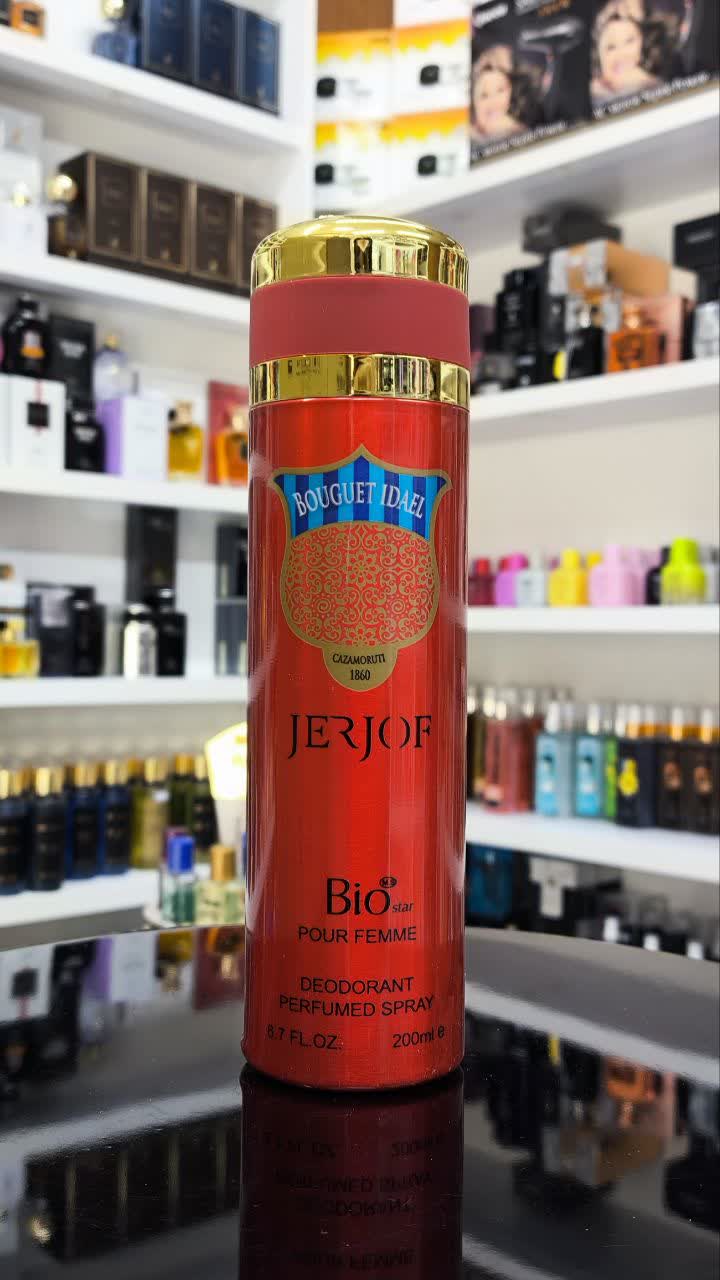 BOUGUET IDAEL
CAZAMORUTI
1860
JERJOF
Bio star
M.S
POUR FEMME
DEODORANT
PERFUMED SPRAY
6.7 FL.OZ. 200ml e